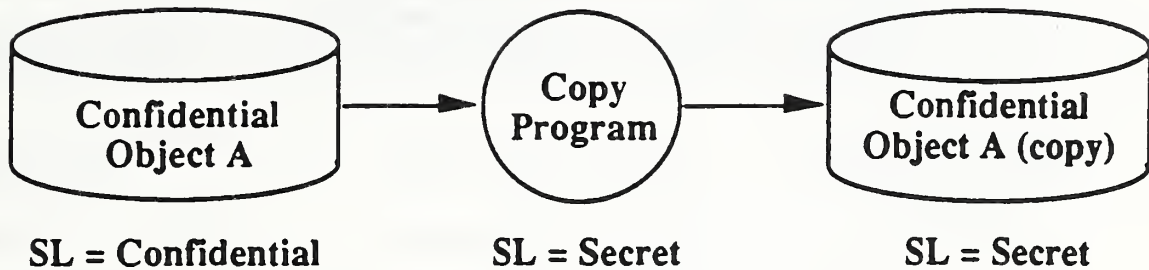 Confidential
Object A
Copy
Program
Confidential
Object A (copy)
SL = Confidential
SL = Secret
SL = Secret